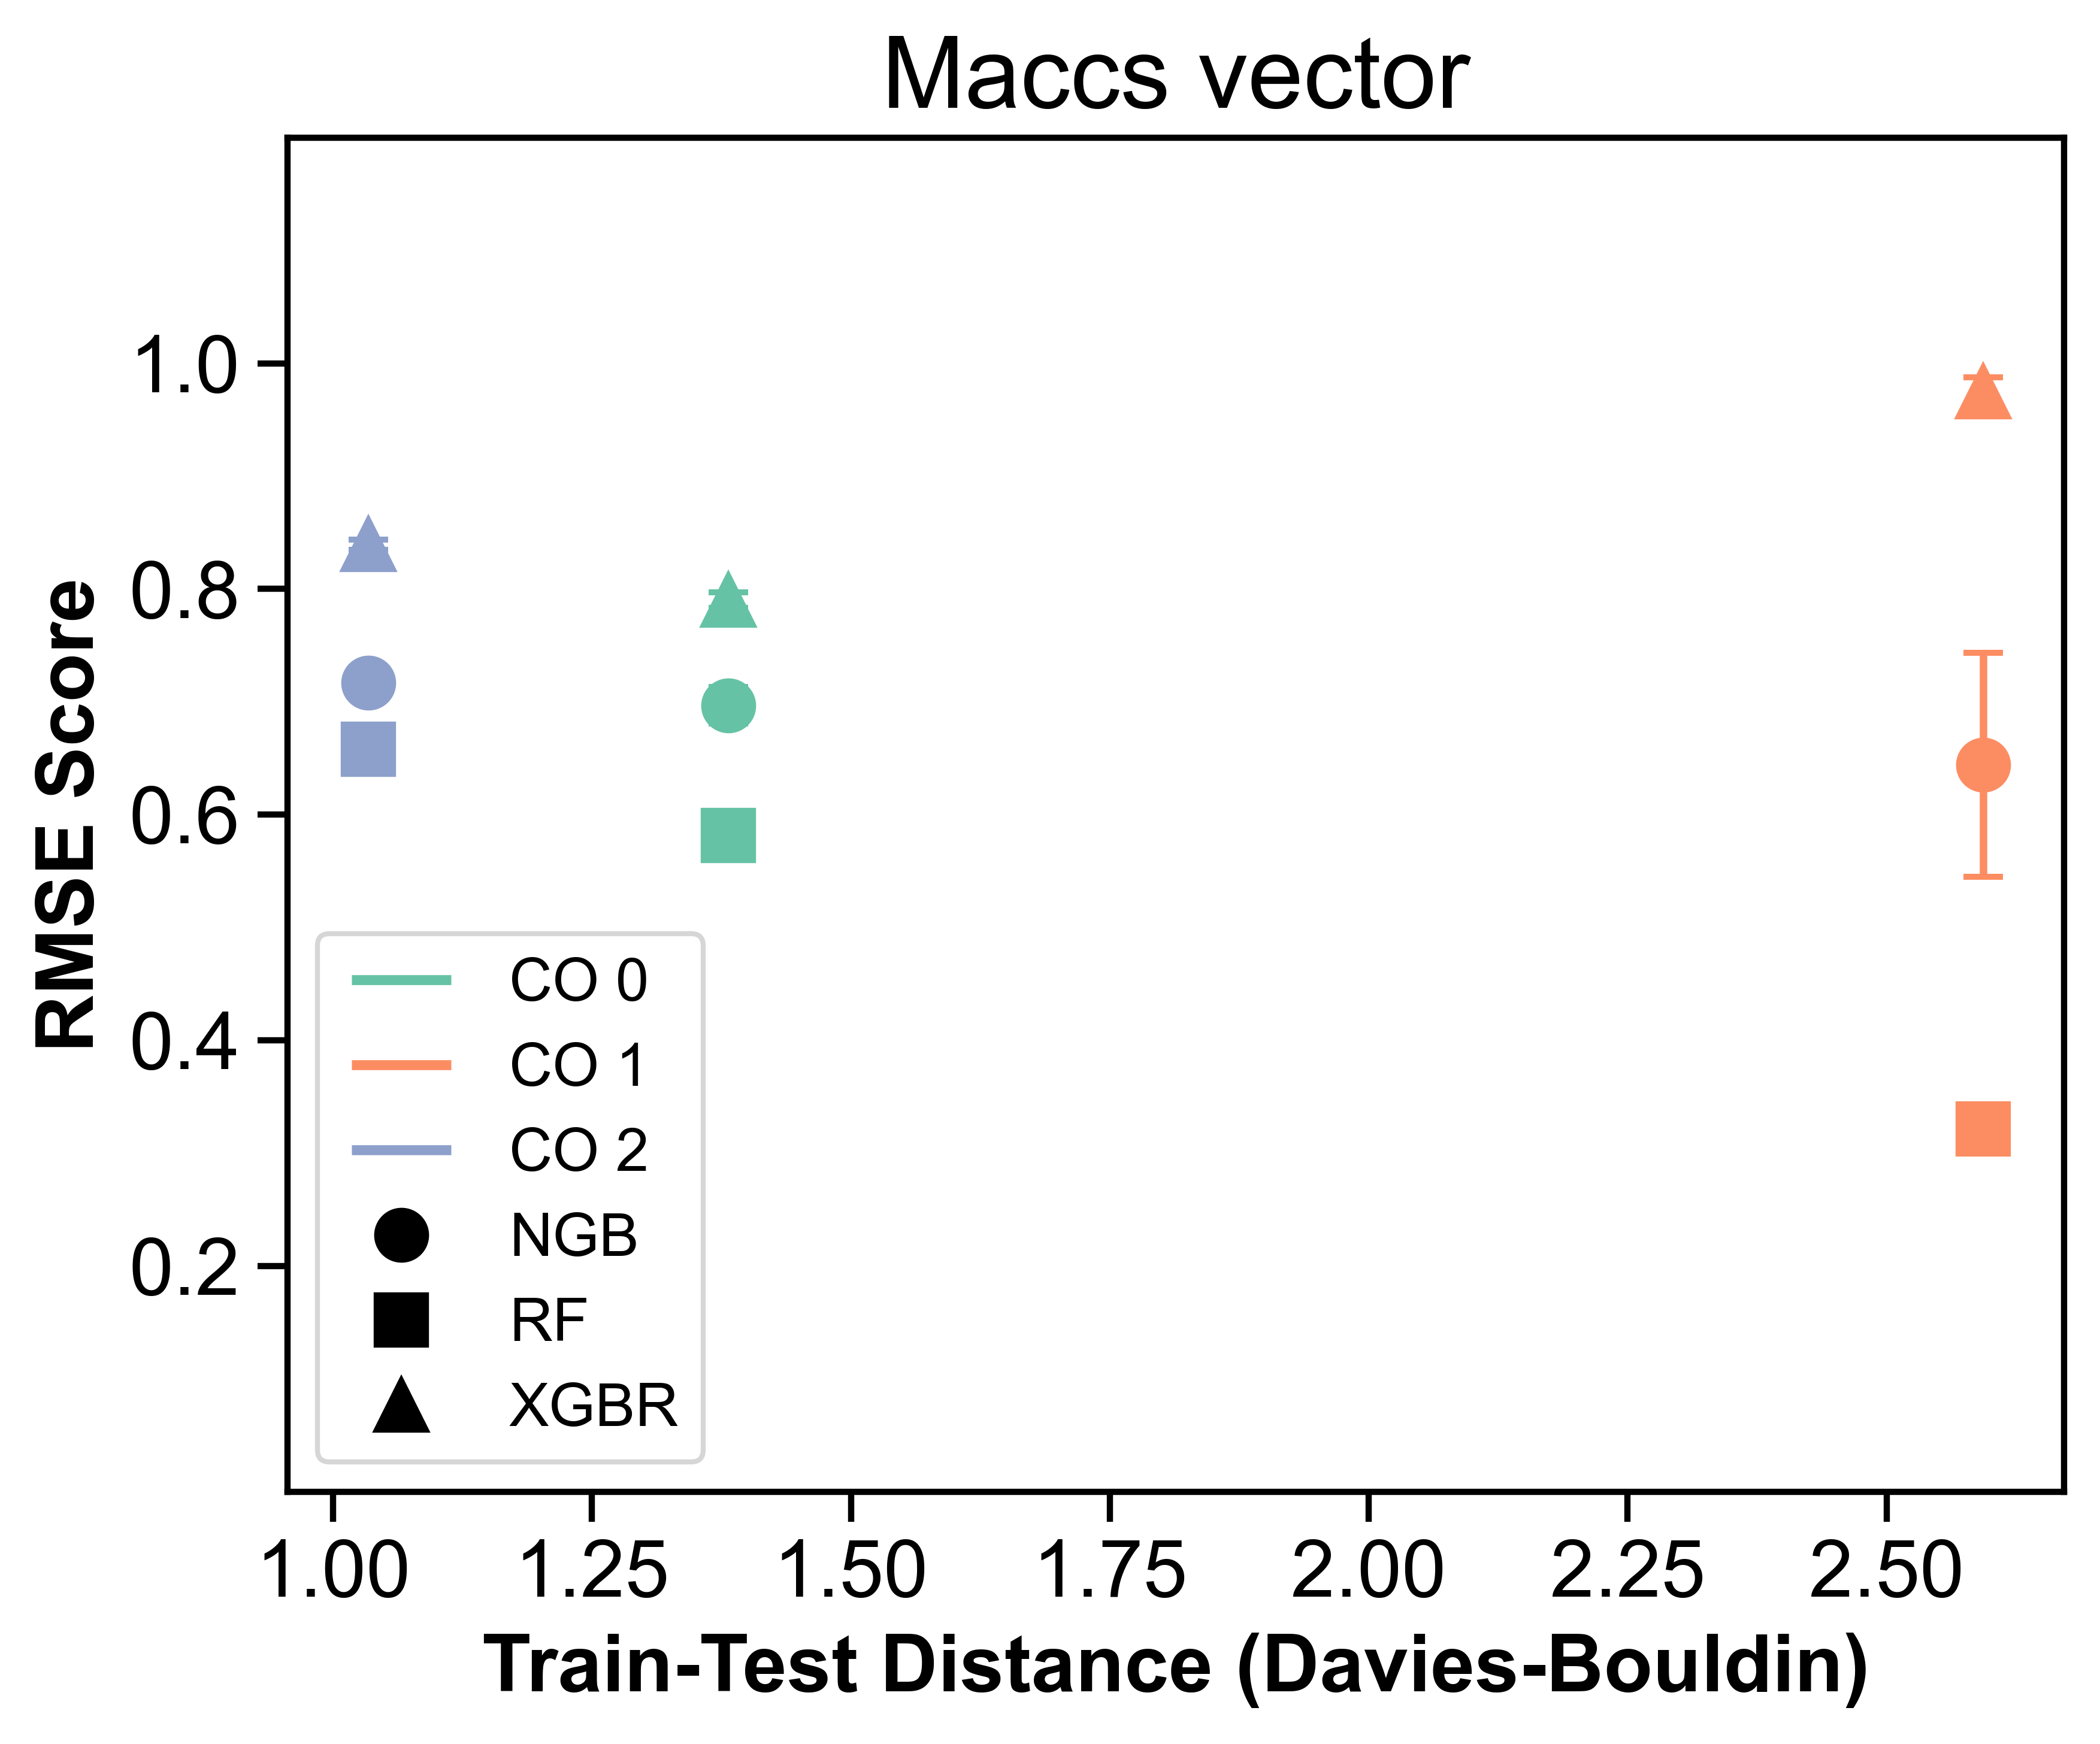 Maccs vector
RMSE Score
1.0
0.8
0.6
0.4
0.2
CO 0
CO 1
CO 2
NGB
RF
XGBR
1.00 1.25 1.50 1.75 2.00 2.25 2.50
Train-Test Distance (Davies-Bouldin)